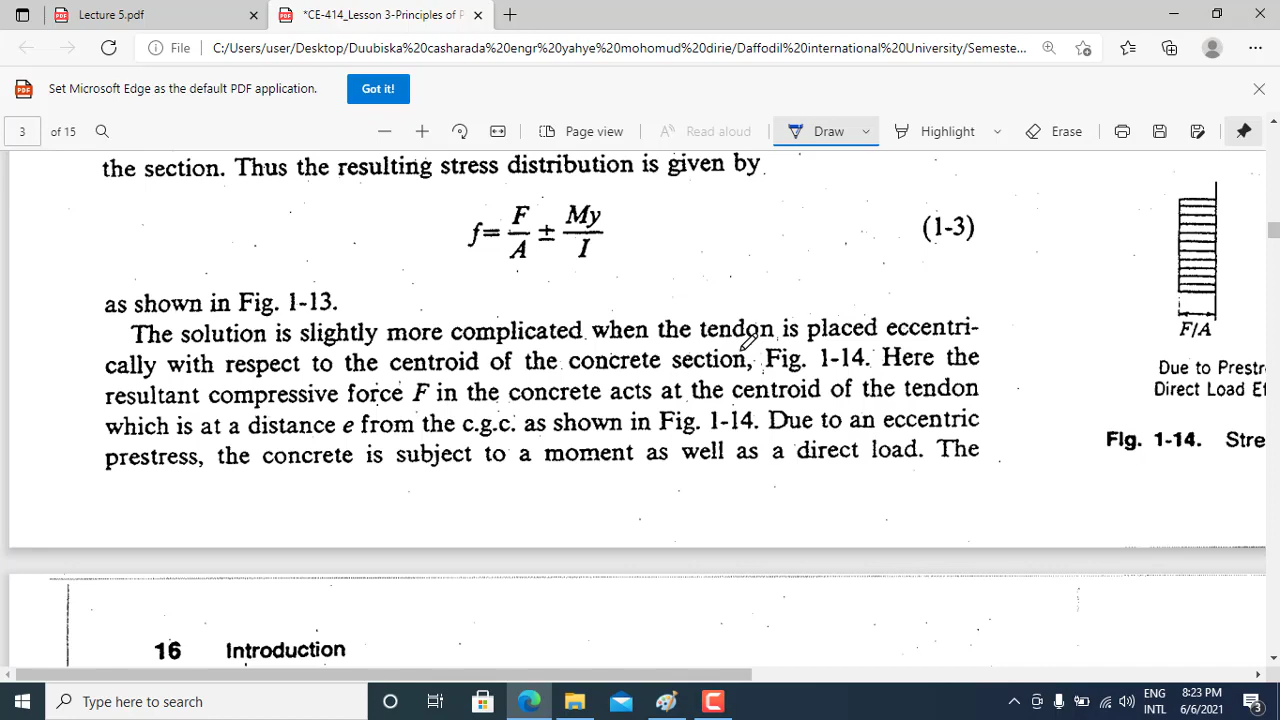 Lecture 5.pdf
*CE-414_Lesson 3-Principles of P
File
C:/Users/user/Desktop/Duubiska%20casharada%20engr%20yahye%20mohomud%20dirie/Daffodil%20international%20University/Semeste...
Set Microsoft Edge as the default PDF application.
Got it!
3 of 15
Page view
Read aloud
Draw
Highlight
Erase
the section. Thus the resulting stress distribution is given by
f= F/A ± My/I (1-3)
as shown in Fig. 1-13.
The solution is slightly more complicated when the tendon is placed eccentri-
cally with respect to the centroid of the concrete section, Fig. 1-14. Here the
resultant compressive force F in the concrete acts at the centroid of the tendon
which is at a distance e from the c.g.c. as shown in Fig. 1-14. Due to an eccentric
prestress, the concrete is subject to a moment as well as a direct load. The
F/A
Due to Prestre
Direct Load Ef
Fig. 1-14. Stre
16 Introduction
Type here to search
ENG
INTL
8:23 PM
6/6/2021
3